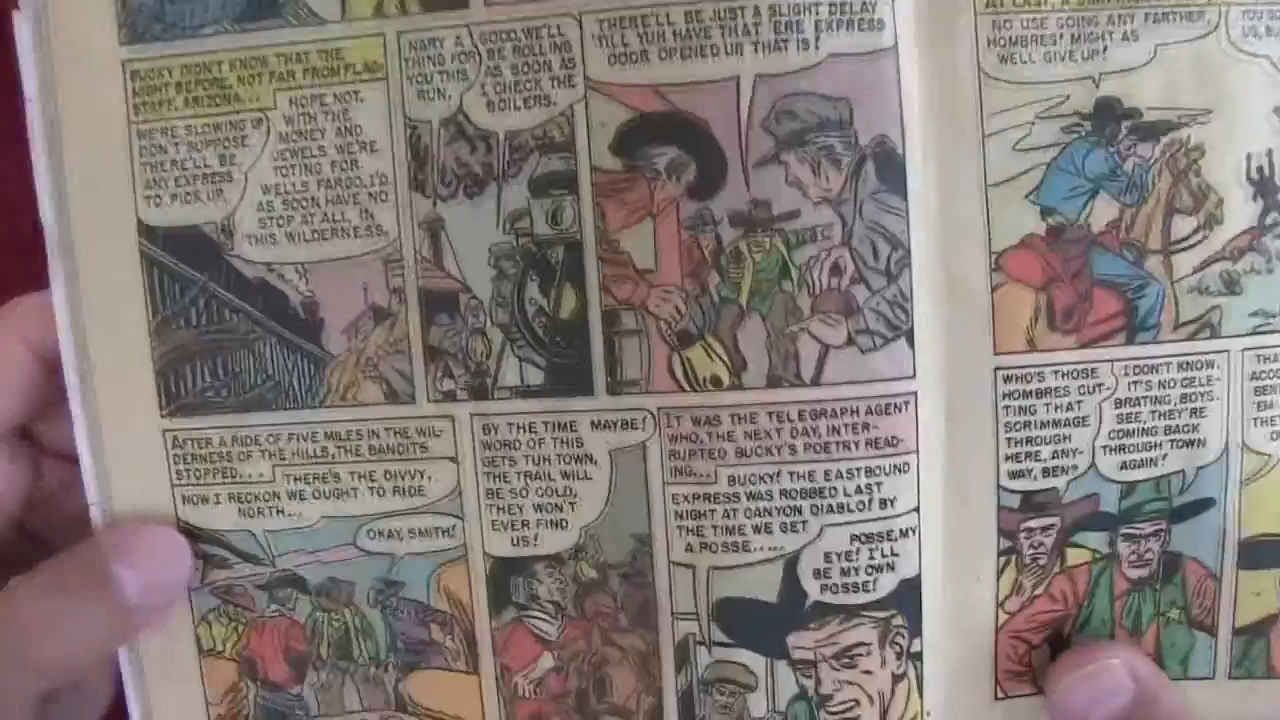 BUCKY DIDN'T KNOW THAT THE
NIGHT BEFORE, NOT FAR FROM FLAG-
STAFF, ARIZONA...
WE'RE SLOWING UP
DON'T SUPPOSE
THERE'LL BE
ANY EXPRESS
TO PICK UP.
HOPE NOT,
WITH THE
MONEY AND
JEWELS WE'RE
TOTING FOR
WELLS FARGO. I'D
AS SOON HAVE NO
STOP AT ALL, IN
THIS WILDERNESS.
NARY A
THING FOR
YOU THIS
RUN.
GOOD, WE'LL
BE ROLLING
AS SOON AS
I CHECK THE
BOILERS.
THERE'LL BE JUST A SLIGHT DELAY
'TILL YUH HAVE THAT 'ERE EXPRESS
DOOR OPENED UP THAT IS!
AFTER A RIDE OF FIVE MILES IN THE WIL-
DERNESS OF THE HILLS, THE BANDITS
STOPPED...
THERE'S THE DIVVY,
NOW I RECKON WE OUGHT TO RIDE
NORTH...
OKAY, SMITH!
BY THE TIME
WORD OF THIS
GETS TUH TOWN,
THE TRAIL WILL
BE SO COLD,
THEY WON'T
EVER FIND
US!
MAYBE!
IT WAS THE TELEGRAPH AGENT
WHO, THE NEXT DAY, INTER-
RUPTED BUCKY'S POETRY READ-
ING...
BUCKY! THE EASTBOUND
EXPRESS WAS ROBBED LAST
NIGHT AT CANYON DIABLO! BY
THE TIME WE GET
A POSSE.....
POSSE, MY
EYE! I'LL
BE MY OWN
POSSE!
AT LAST, A
NO USE GOING ANY FARTHER,
HOMBRES! MIGHT AS
WELL GIVE UP!
US,
WHO'S THOSE
HOMBRES CUT-
TING THAT
SCRIMMAGE
THROUGH
HERE, ANY-
WAY, BEN?
I DON'T KNOW.
IT'S NO CELE-
BRATING, BOYS.
SEE, THEY'RE
COMING BACK
THROUGH TOWN
AGAIN!